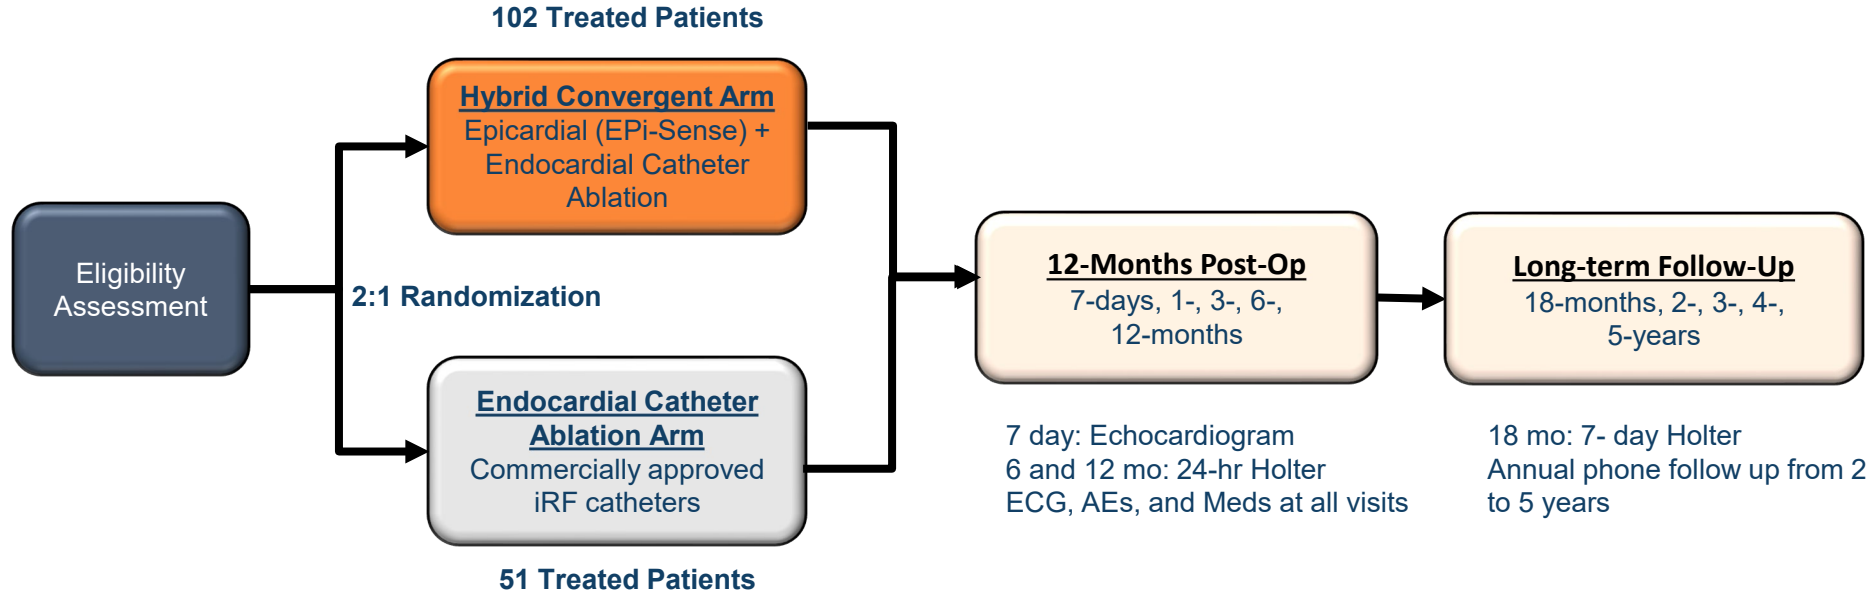 102 Treated Patients
Hybrid Convergent Arm
Epicardial (EPi-Sense) +
Endocardial Catheter
Ablation
Eligibility
Assessment
2:1 Randomization
Endocardial Catheter
Ablation Arm
Commercially approved
iRF catheters
51 Treated Patients
12-Months Post-Op
7-days, 1-, 3-, 6-,
12-months
7 day: Echocardiogram
6 and 12 mo: 24-hr Holter
ECG, AEs, and Meds at all visits
Long-term Follow-Up
18-months, 2-, 3-, 4-,
5-years
18 mo: 7- day Holter
Annual phone follow up from 2
to 5 years